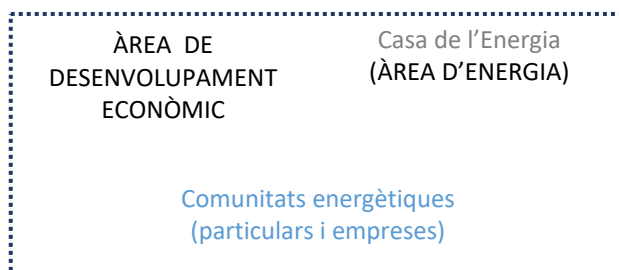 ÀREA DE
DESENVOLUPAMENT
ECONÒMIC
Casa de l’Energia
(ÀREA D’ENERGIA)
Comunitats energètiques
(particulars i empreses)